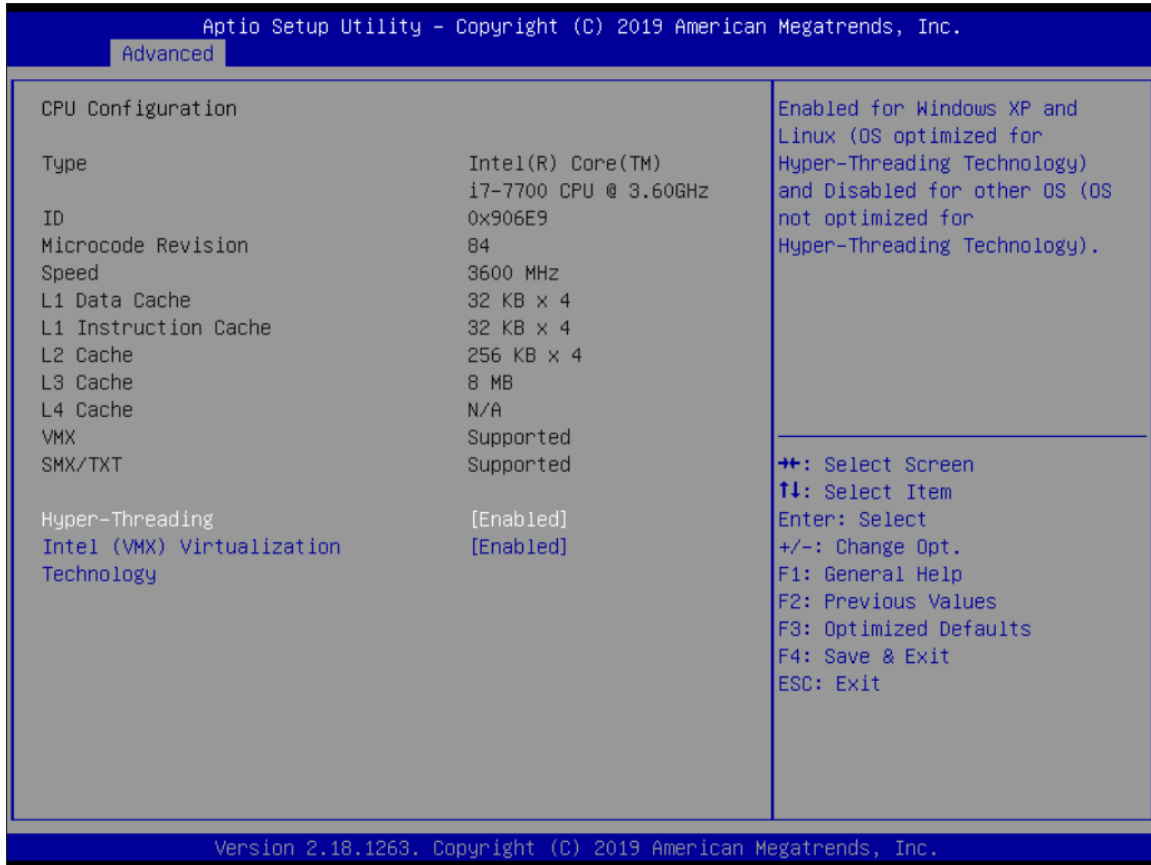 Aptio Setup Utility – Copyright (C) 2019 American Megatrends, Inc.
Advanced
CPU Configuration
Type Intel(R) Core(TM)
i7-7700 CPU @ 3.60GHz
ID 0x906E9
Microcode Revision 84
Speed 3600 MHz
L1 Data Cache 32 KB x 4
L1 Instruction Cache 32 KB x 4
L2 Cache 256 KB x 4
L3 Cache 8 MB
L4 Cache N/A
VMX Supported
SMX/TXT Supported
Hyper-Threading [Enabled]
Intel (VMX) Virtualization [Enabled]
Technology
Enabled for Windows XP and
Linux (OS optimized for
Hyper-Threading Technology)
and Disabled for other OS (OS
not optimized for
Hyper-Threading Technology).
→←: Select Screen
↑↓: Select Item
Enter: Select
+/-: Change Opt.
F1: General Help
F2: Previous Values
F3: Optimized Defaults
F4: Save & Exit
ESC: Exit
Version 2.18.1263. Copyright (C) 2019 American Megatrends, Inc.